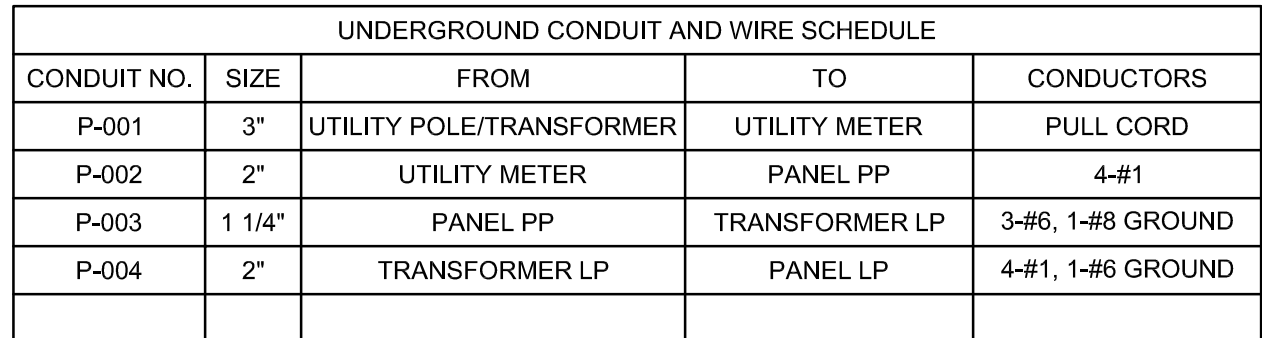 UNDERGROUND CONDUIT AND WIRE SCHEDULE
CONDUIT NO. SIZE FROM TO CONDUCTORS
P-001 3" UTILITY POLE/TRANSFORMER UTILITY METER PULL CORD
P-002 2" UTILITY METER PANEL PP 4-#1
P-003 1 1/4" PANEL PP TRANSFORMER LP 3-#6, 1-#8 GROUND
P-004 2" TRANSFORMER LP PANEL LP 4-#1, 1-#6 GROUND